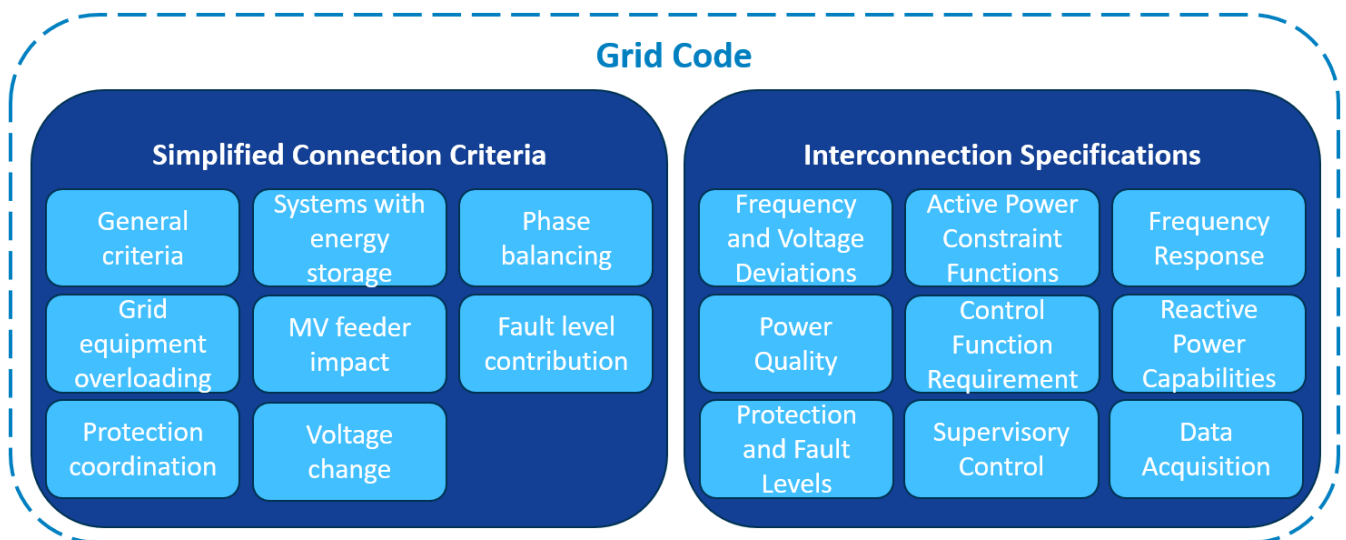 Grid Code
Simplified Connection Criteria
General
criteria
Systems with
energy
storage
Phase
balancing
Grid
equipment
overloading
MV feeder
impact
Fault level
contribution
Protection
coordination
Voltage
change
Interconnection Specifications
Frequency
and Voltage
Deviations
Active Power
Constraint
Functions
Frequency
Response
Power
Quality
Control
Function
Requirement
Reactive
Power
Capabilities
Protection
and Fault
Levels
Supervisory
Control
Data
Acquisition